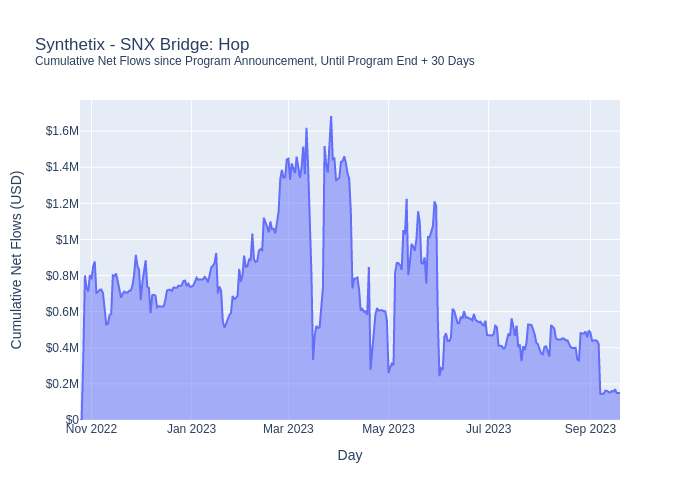 Synthetix - SNX Bridge: Hop
Cumulative Net Flows since Program Announcement, Until Program End + 30 Days
Cumulative Net Flows (USD)
$1.6M
$1.4M
$1.2M
$1M
$0.8M
$0.6M
$0.4M
$0.2M
$0
Nov 2022 Jan 2023 Mar 2023 May 2023 Jul 2023 Sep 2023
Day